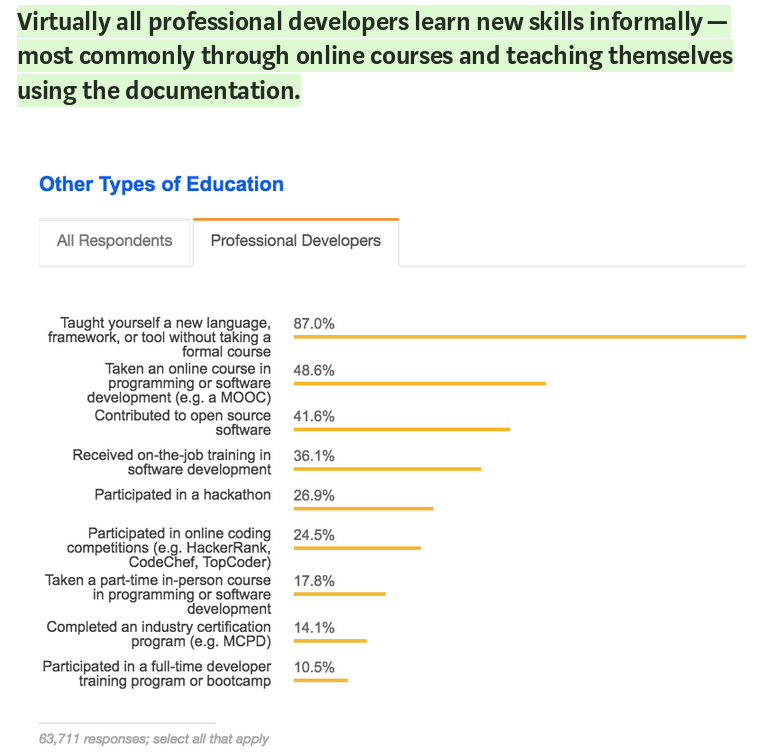 Virtually all professional developers learn new skills informally —
most commonly through online courses and teaching themselves
using the documentation.
Other Types of Education
All Respondents
Professional Developers
Taught yourself a new language,
framework, or tool without taking a
formal course
87.0%
Taken an online course in
programming or software
development (e.g. a MOOC)
48.6%
Contributed to open source
software
41.6%
Received on-the-job training in
software development
36.1%
Participated in a hackathon
26.9%
Participated in online coding
competitions (e.g. HackerRank,
CodeChef, TopCoder)
24.5%
Taken a part-time in-person course
in programming or software
development
17.8%
Completed an industry certification
program (e.g. MCPD)
14.1%
Participated in a full-time developer
training program or bootcamp
10.5%
63,711 responses; select all that apply